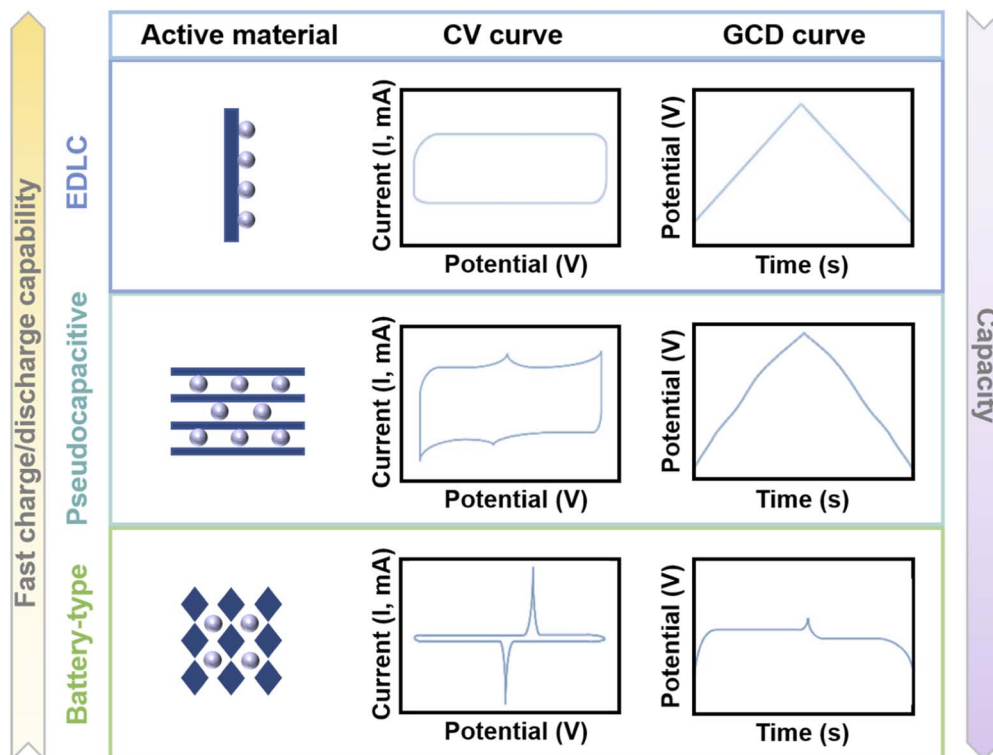 Active material
CV curve
GCD curve
Fast charge/discharge capability
Capacity
EDLC
Current (I, mA)
Potential (V)
Potential (V)
Time (s)
Pseudocapacitive
Current (I, mA)
Potential (V)
Potential (V)
Time (s)
Battery-type
Current (I, mA)
Potential (V)
Potential (V)
Time (s)